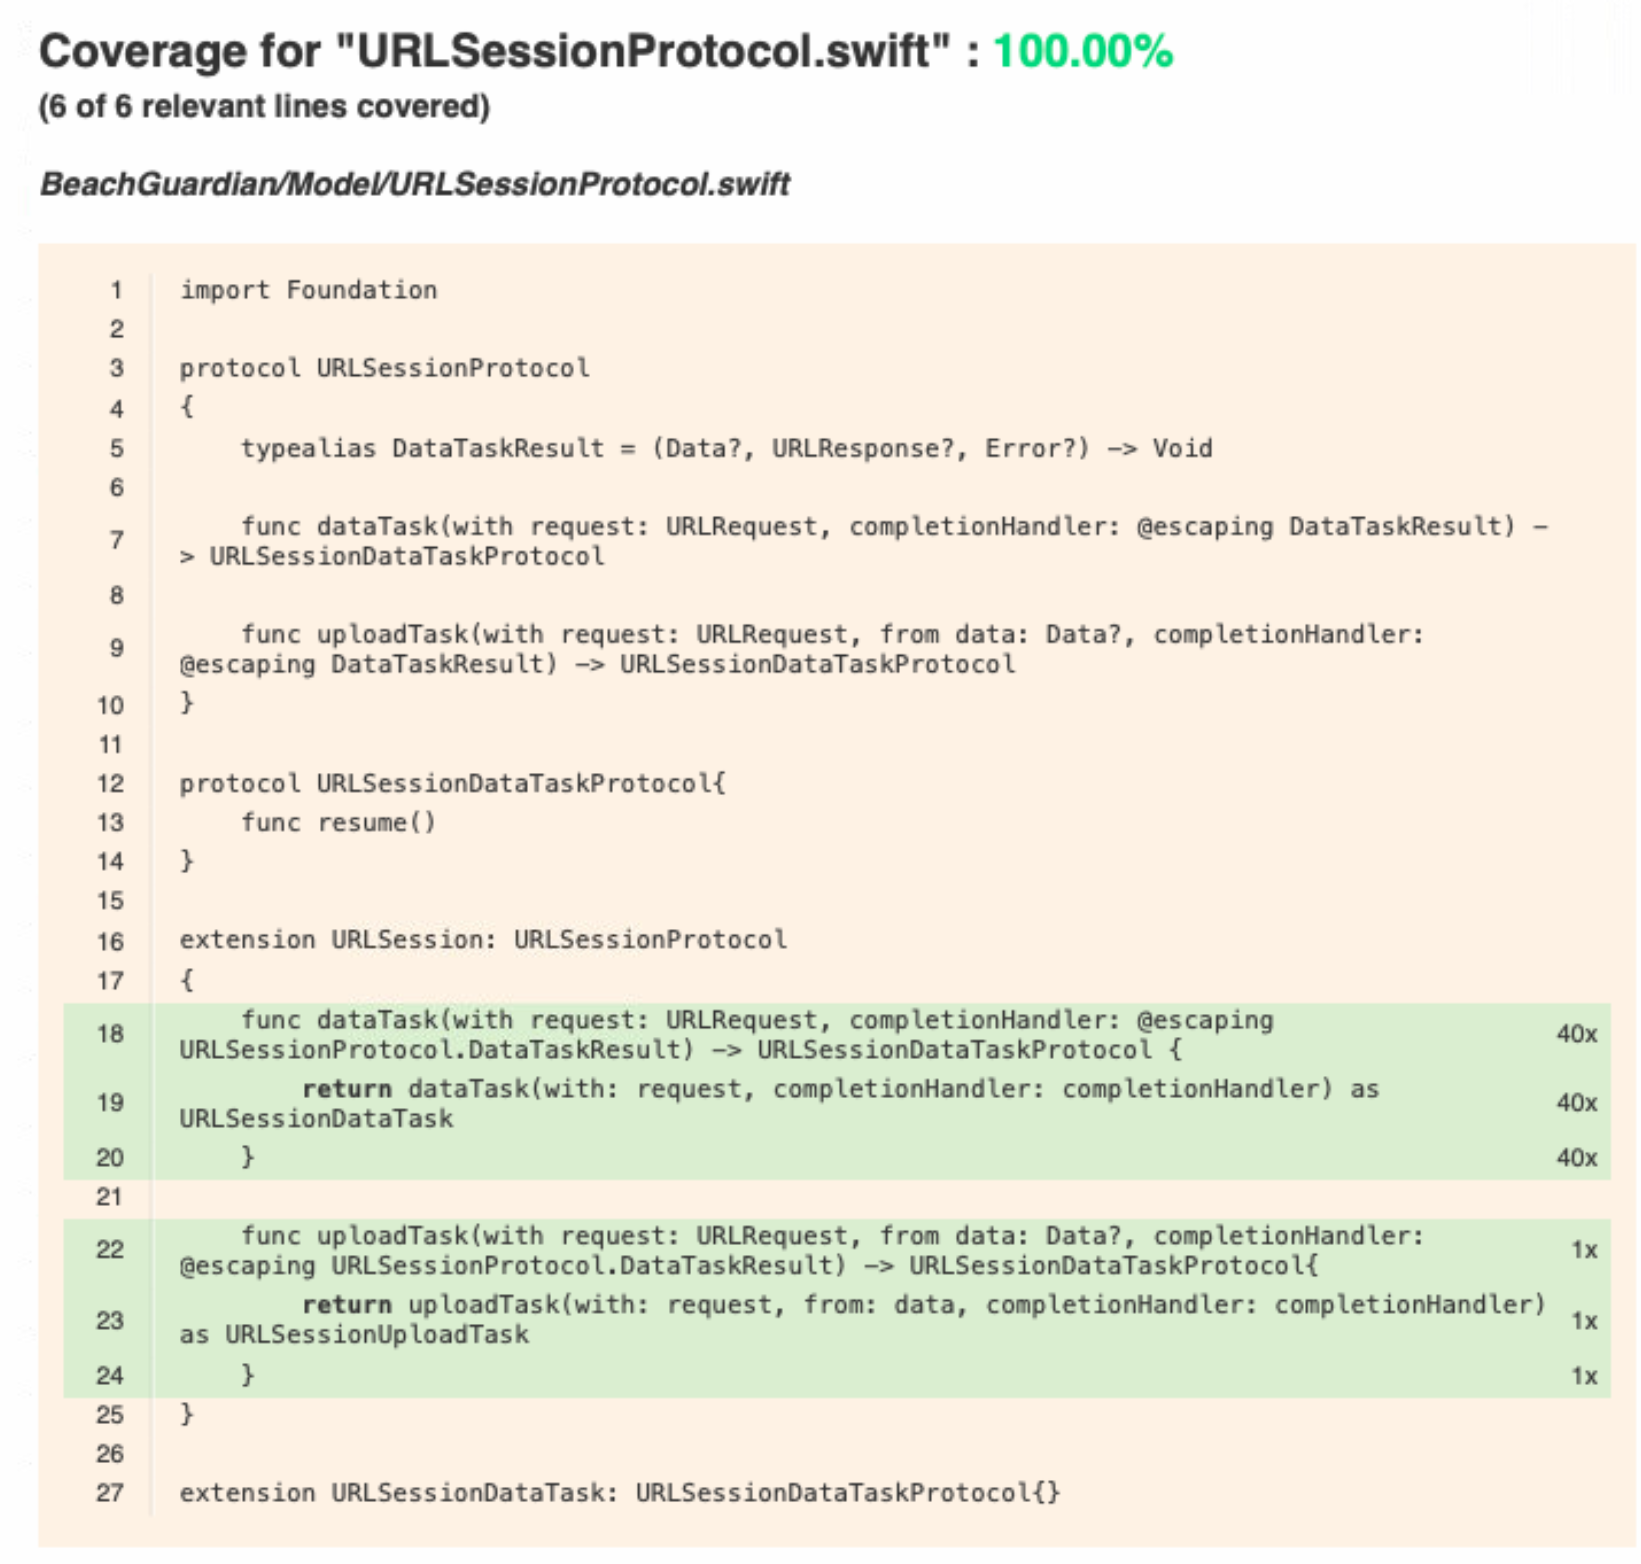 Coverage for "URLSessionProtocol.swift" : 100.00%
(6 of 6 relevant lines covered)
BeachGuardian/Model/URLSessionProtocol.swift
1 import Foundation
2
3 protocol URLSessionProtocol
4 {
5 typealias DataTaskResult = (Data?, URLResponse?, Error?) -> Void
6
7 func dataTask(with request: URLRequest, completionHandler: @escaping DataTaskResult) -
> URLSessionDataTaskProtocol
8
9 func uploadTask(with request: URLRequest, from data: Data?, completionHandler:
@escaping DataTaskResult) -> URLSessionDataTaskProtocol
10 }
11
12 protocol URLSessionDataTaskProtocol{
13 func resume()
14 }
15
16 extension URLSession: URLSessionProtocol
17 {
18 func dataTask(with request: URLRequest, completionHandler: @escaping 40x
URLSessionProtocol.DataTaskResult) -> URLSessionDataTaskProtocol {
19 return dataTask(with: request, completionHandler: completionHandler) as 40x
URLSessionDataTask
20 } 40x
21
22 func uploadTask(with request: URLRequest, from data: Data?, completionHandler: 1x
@escaping URLSessionProtocol.DataTaskResult) -> URLSessionDataTaskProtocol{
23 return uploadTask(with: request, from: data, completionHandler: completionHandler) 1x
as URLSessionUploadTask
24 } 1x
25 }
26
27 extension URLSessionDataTask: URLSessionDataTaskProtocol{}